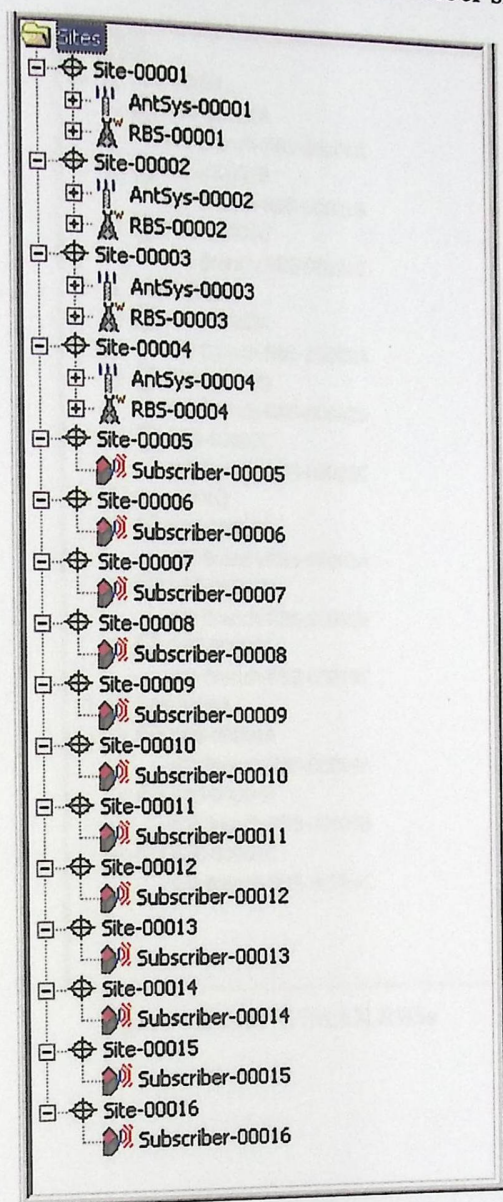 Sites
Site-00001
AntSys-00001
RBS-00001
Site-00002
AntSys-00002
RBS-00002
Site-00003
AntSys-00003
RBS-00003
Site-00004
AntSys-00004
RBS-00004
Site-00005
Subscriber-00005
Site-00006
Subscriber-00006
Site-00007
Subscriber-00007
Site-00008
Subscriber-00008
Site-00009
Subscriber-00009
Site-00010
Subscriber-00010
Site-00011
Subscriber-00011
Site-00012
Subscriber-00012
Site-00013
Subscriber-00013
Site-00014
Subscriber-00014
Site-00015
Subscriber-00015
Site-00016
Subscriber-00016